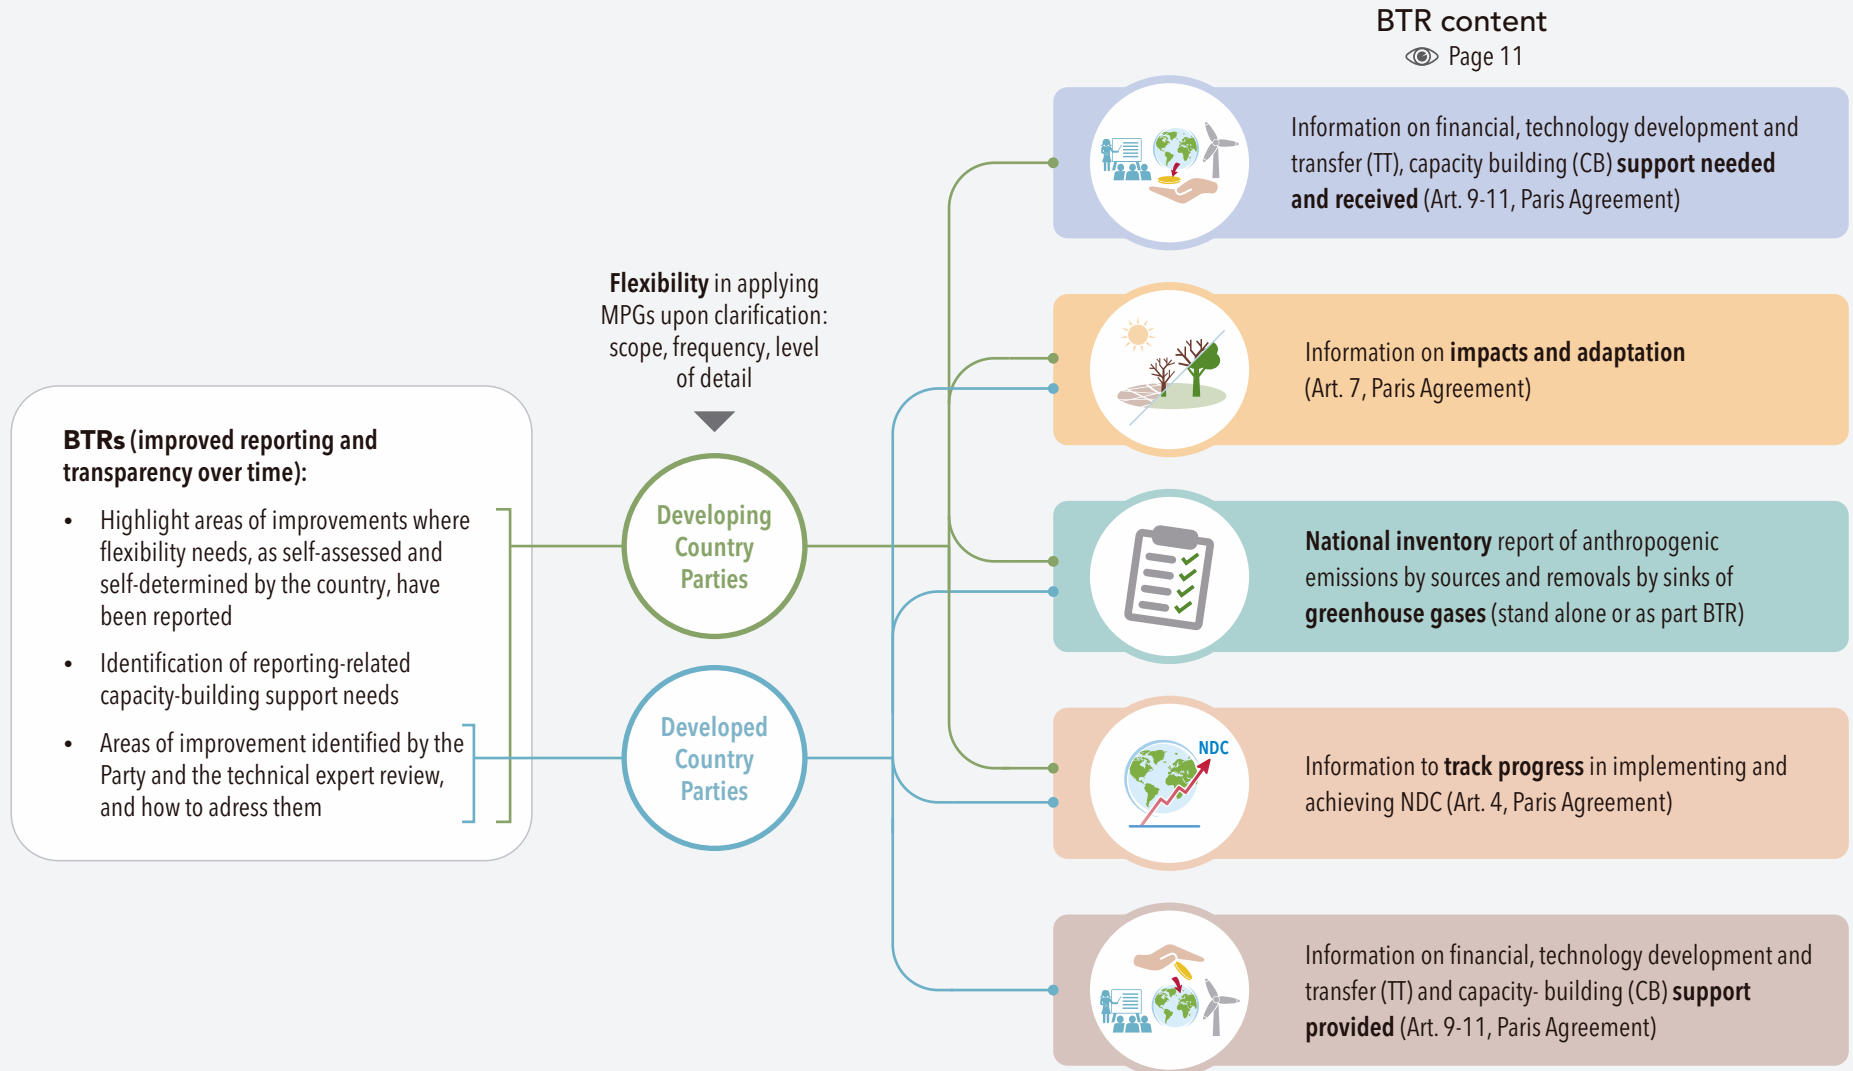 BTR content
Page 11
Information on financial, technology development and
transfer (TT), capacity building (CB) support needed
and received (Art. 9-11, Paris Agreement)
Flexibility in applying
MPGs upon clarification:
scope, frequency, level
of detail
Information on impacts and adaptation
(Art. 7, Paris Agreement)
BTRs (improved reporting and
transparency over time):
• Highlight areas of improvements where
flexibility needs, as self-assessed and
self-determined by the country, have
been reported
• Identification of reporting-related
capacity-building support needs
• Areas of improvement identified by the
Party and the technical expert review,
and how to adress them
Developing
Country
Parties
Developed
Country
Parties
National inventory report of anthropogenic
emissions by sources and removals by sinks of
greenhouse gases (stand alone or as part BTR)
NDC
Information to track progress in implementing and
achieving NDC (Art. 4, Paris Agreement)
Information on financial, technology development and
transfer (TT) and capacity- building (CB) support
provided (Art. 9-11, Paris Agreement)